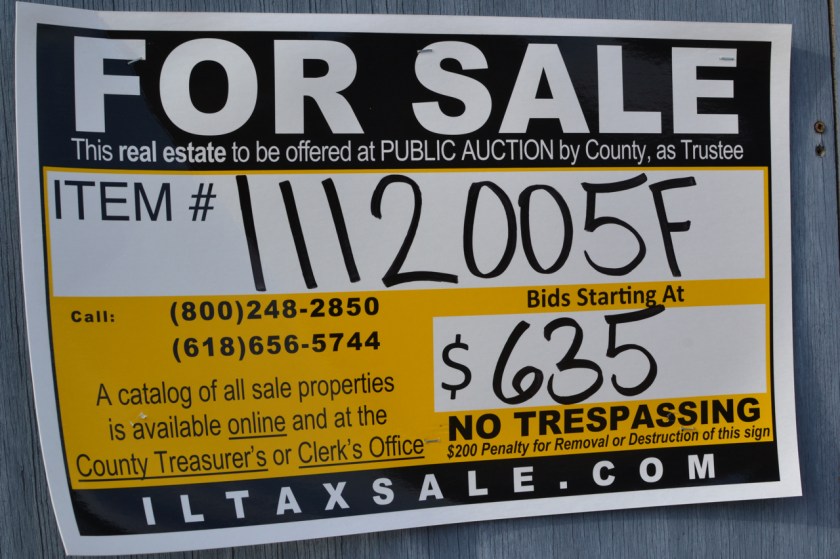 FOR SALE
This real estate to be offered at PUBLIC AUCTION by County, as Trustee
ITEM # 1112005F
Call: (800)248-2850
(618)656-5744
A catalog of all sale properties
is available online and at the
County Treasurer's or Clerk's Office
Bids Starting At
$ 635
NO TRESPASSING
$200 Penalty for Removal or Destruction of this sign
ILTAXSALE.COM